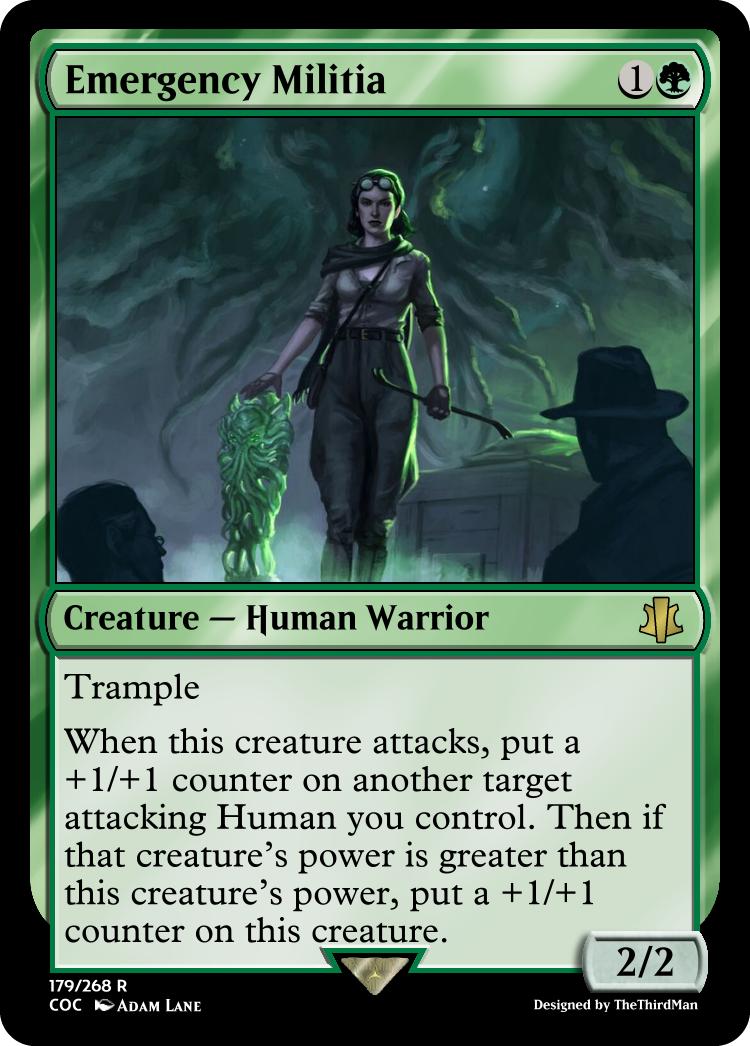 Emergency Militia 1
Creature — Human Warrior
Trample
When this creature attacks, put a
+1/+1 counter on another target
attacking Human you control. Then if
that creature's power is greater than
this creature's power, put a +1/+1
counter on this creature.
2/2
179/268 R
COC Adam Lane
Designed by TheThirdMan